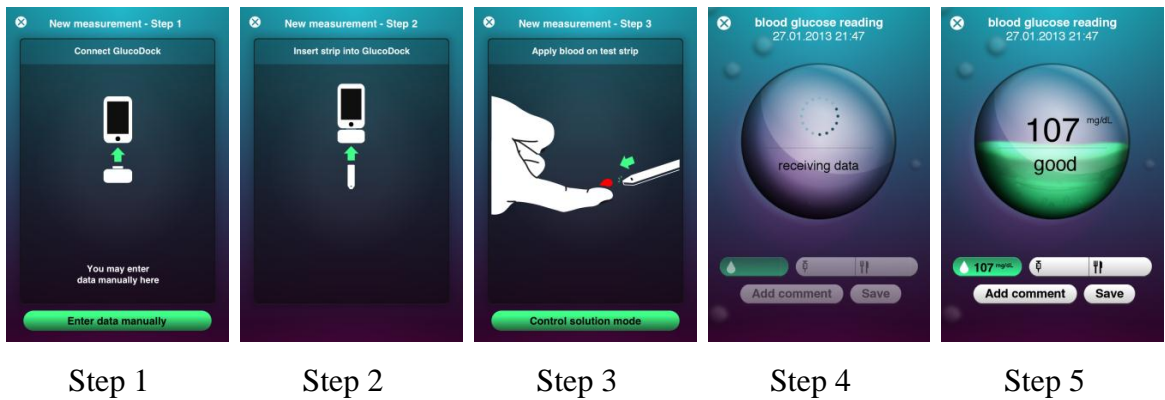 New measurement - Step 1
Connect GlucoDock
You may enter
data manually here
Enter data manually
New measurement - Step 2
Insert strip into GlucoDock
New measurement - Step 3
Apply blood on test strip
Control solution mode
blood glucose reading
27.01.2013 21:47
receiving data
Add comment
Save
blood glucose reading
27.01.2013 21:47
107 mg/dL
good
107 mg/dL
Add comment
Save
Step 1
Step 2
Step 3
Step 4
Step 5